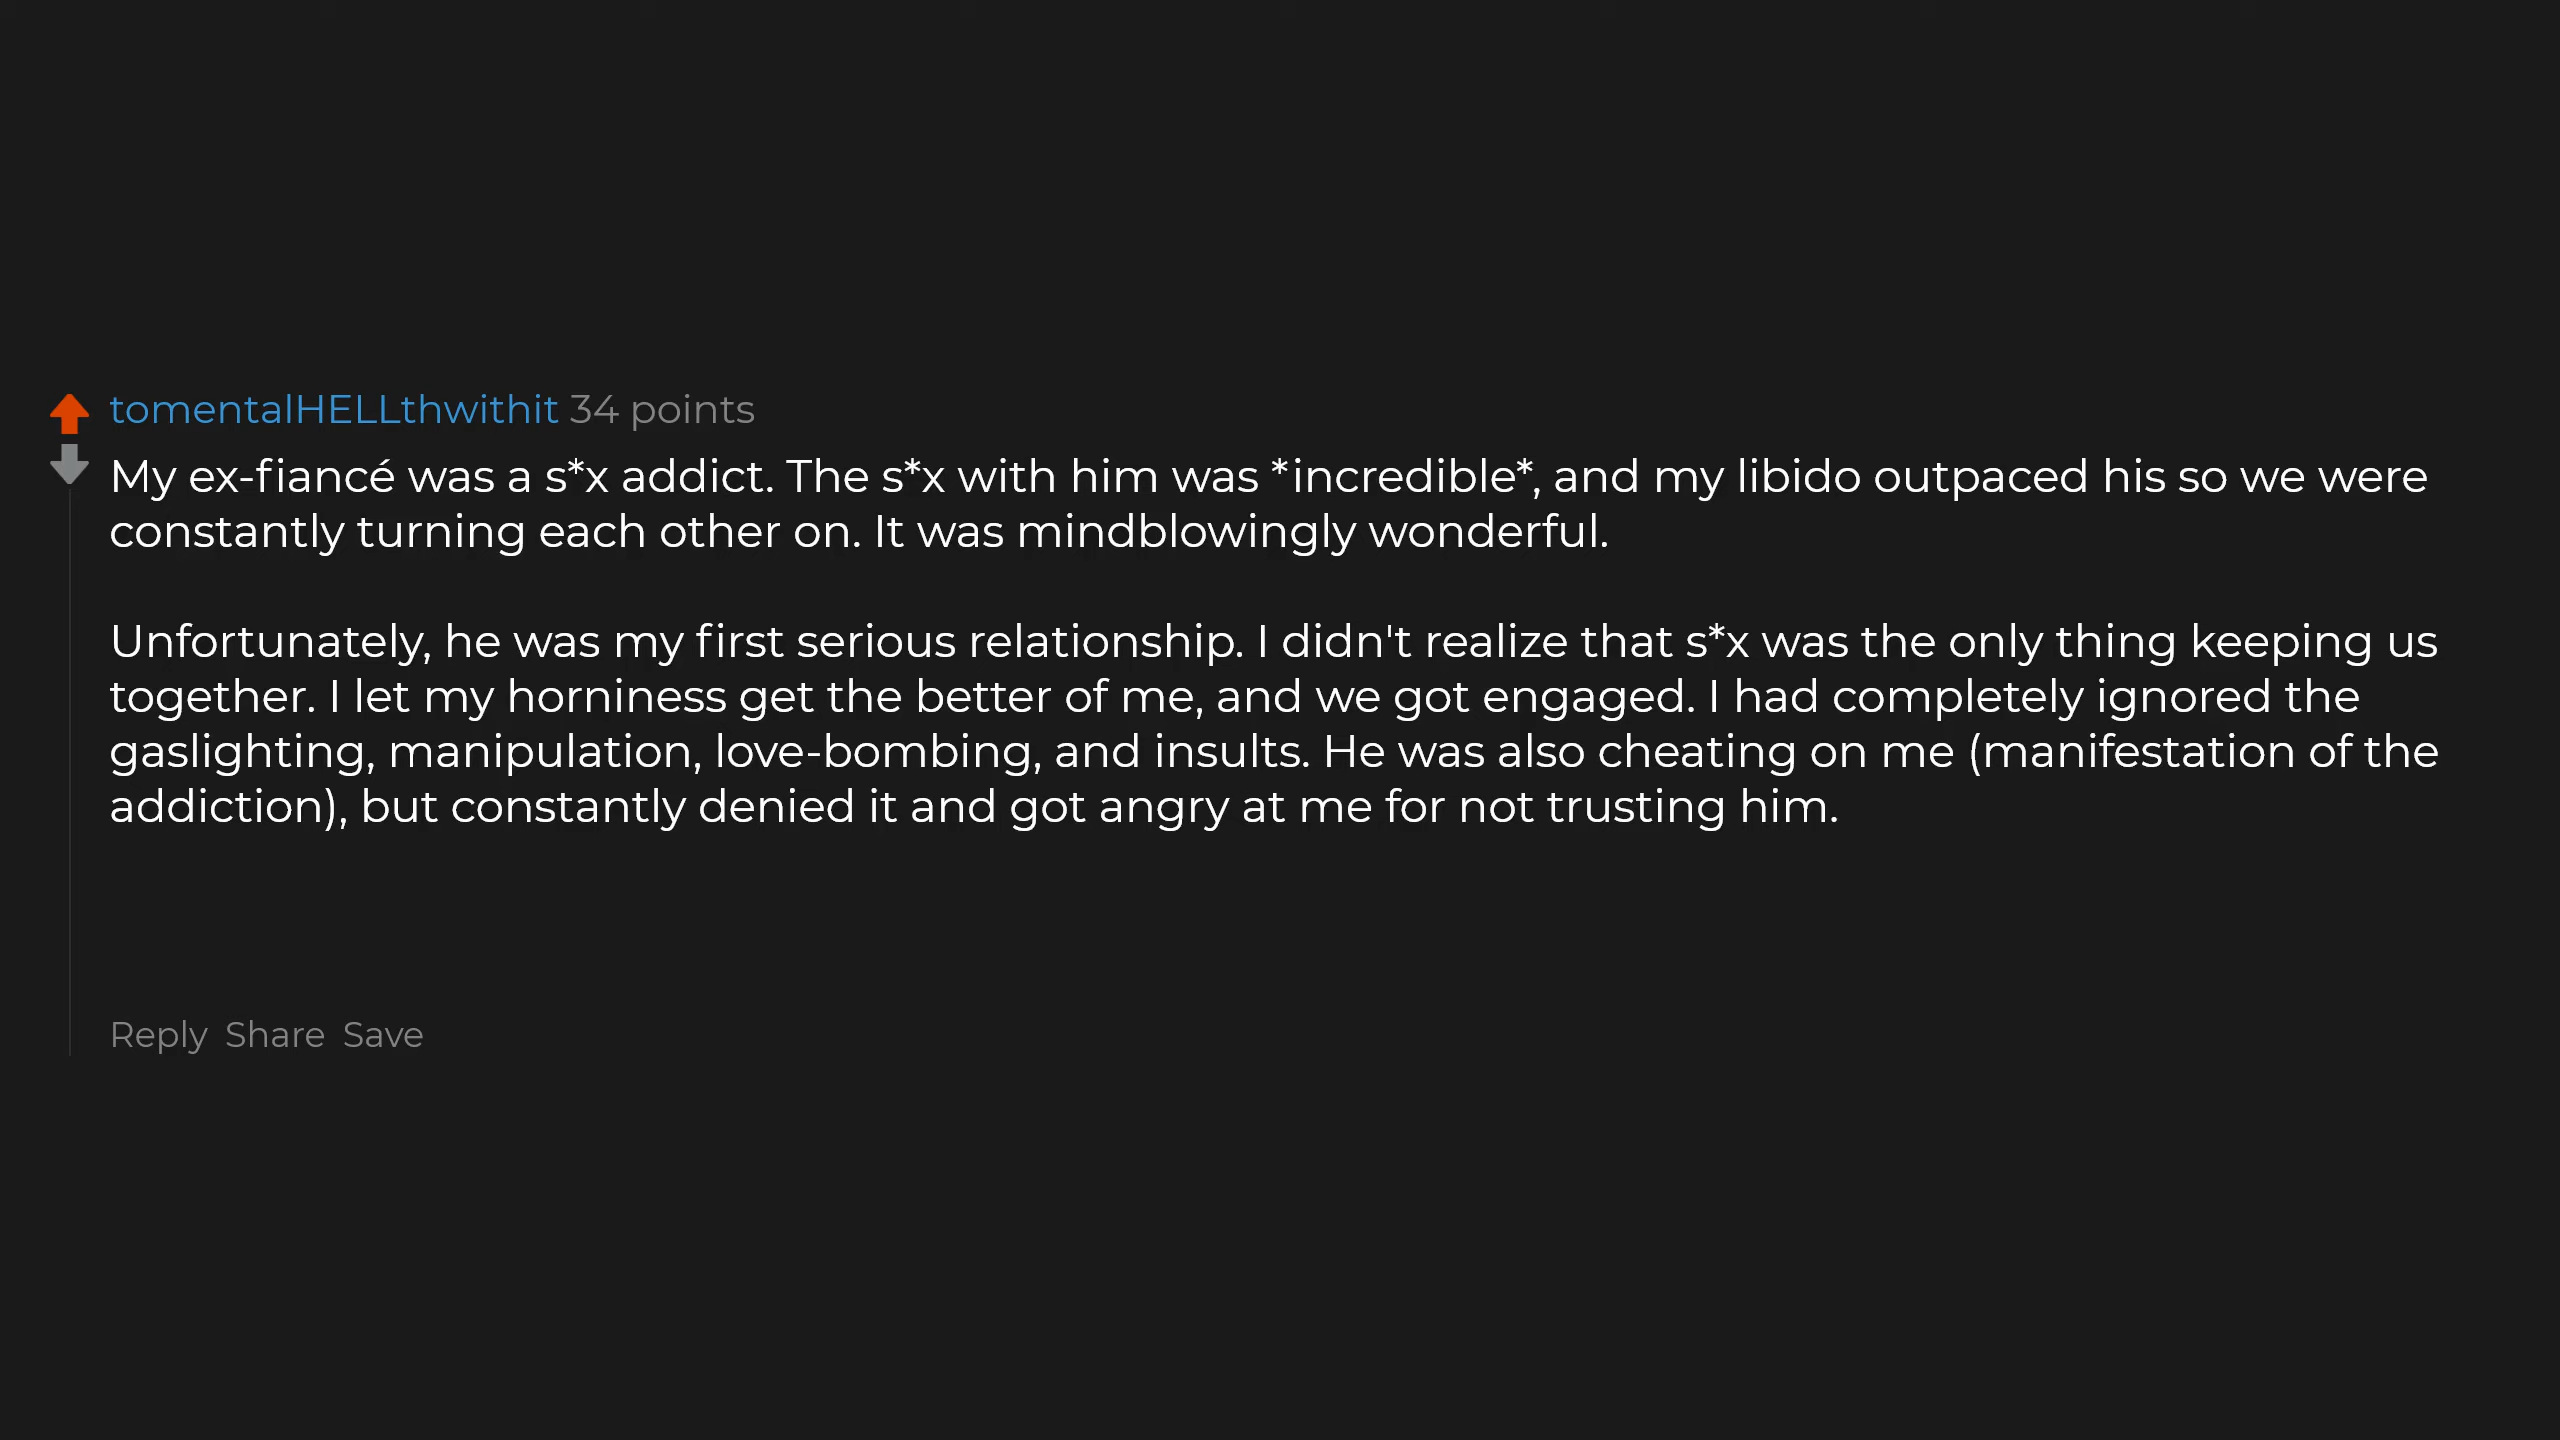 tomentalHELLthwithit 34 points
My ex-fiancé was a s*x addict. The s*x with him was *incredible*, and my libido outpaced his so we were
constantly turning each other on. It was mindblowingly wonderful.
Unfortunately, he was my first serious relationship. I didn't realize that s*x was the only thing keeping us
together. I let my horniness get the better of me, and we got engaged. I had completely ignored the
gaslighting, manipulation, love-bombing, and insults. He was also cheating on me (manifestation of the
addiction), but constantly denied it and got angry at me for not trusting him.
Reply Share Save